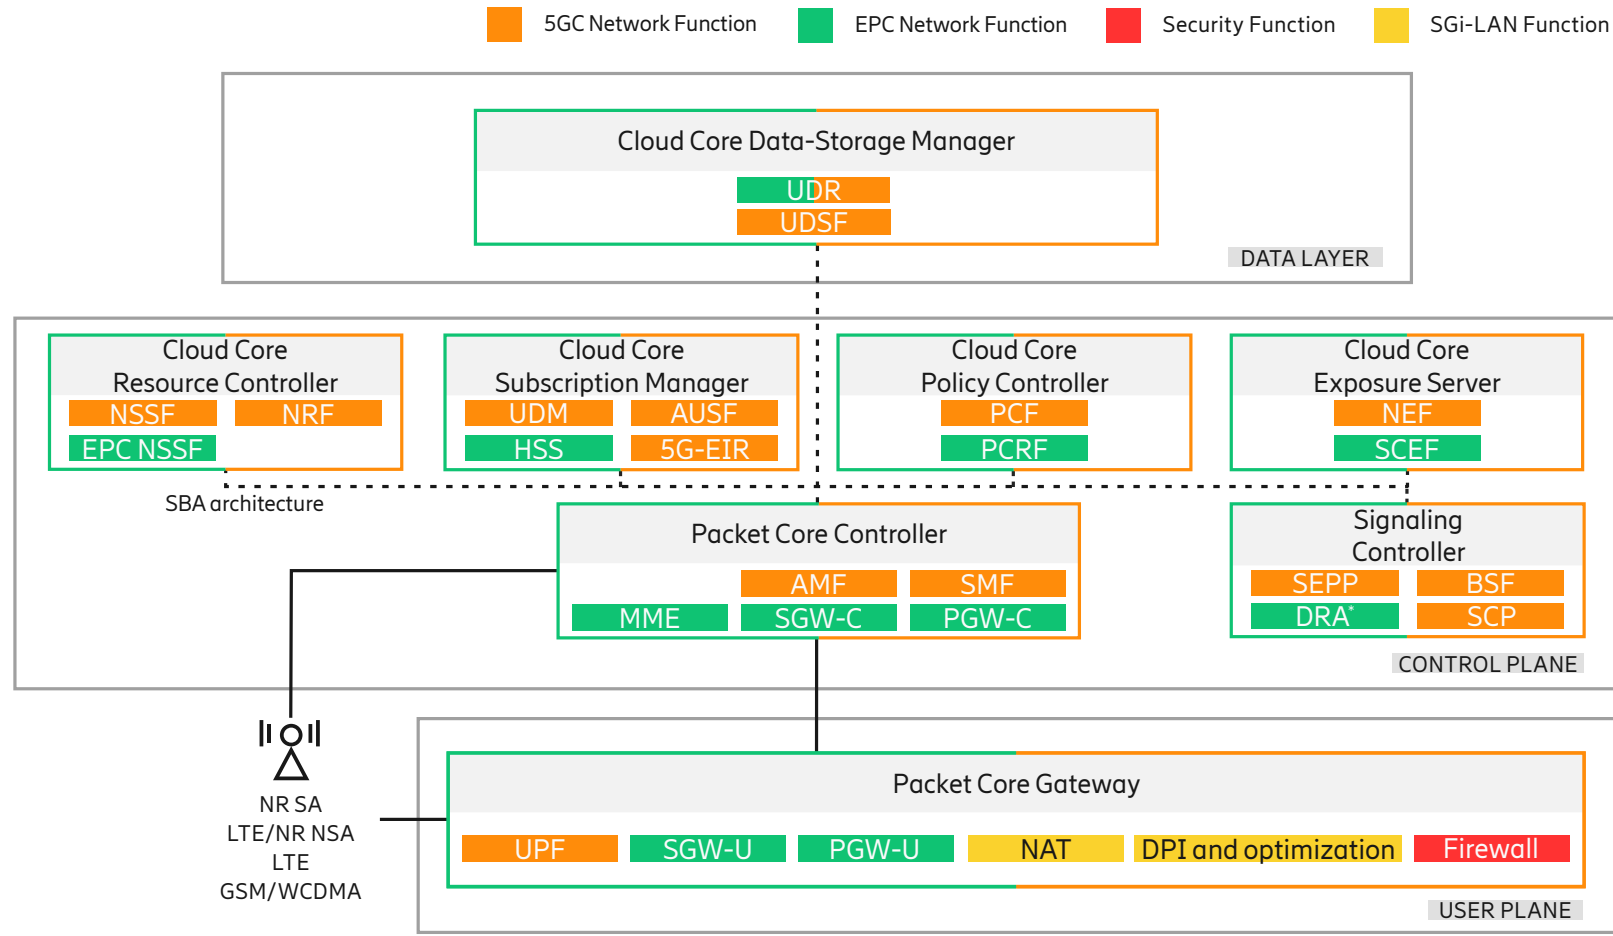 5GC Network Function
EPC Network Function
Security Function
SGi-LAN Function
Cloud Core Data-Storage Manager
UDR
UDSF
DATA LAYER
Cloud Core
Resource Controller
NSSF
NRF
EPC NSSF
Cloud Core
Subscription Manager
UDM
AUSF
HSS
5G-EIR
Cloud Core
Policy Controller
PCF
PCRF
Cloud Core
Exposure Server
NEF
SCEF
SBA architecture
Packet Core Controller
AMF
SMF
MME
SGW-C
PGW-C
Signaling
Controller
SEPP
BSF
DRA*
SCP
CONTROL PLANE
NR SA
LTE/NR NSA
LTE
GSM/WCDMA
Packet Core Gateway
UPF
SGW-U
PGW-U
NAT
DPI and optimization
Firewall
USER PLANE